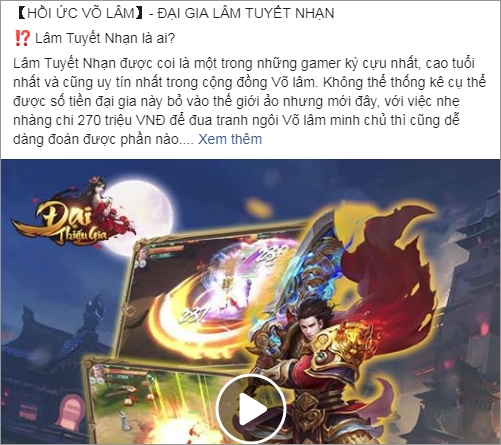 【HỒI ỨC VÕ LÂM】- ĐẠI GIA LÂM TUYẾT NHẠN
⁉️ Lâm Tuyết Nhạn là ai?
Lâm Tuyết Nhạn được coi là một trong những gamer kỳ cựu nhất, cao tuổi
nhất và cũng uy tín nhất trong cộng đồng Võ lâm. Không thể thống kê cụ thể
được số tiền đại gia này bỏ vào thế giới ảo nhưng mới đây, với việc nhẹ
nhàng chi 270 triệu VNĐ để đua tranh ngôi Võ lâm minh chủ thì cũng dễ
dàng đoán được phần nào.... Xem thêm
Đại
Thiếu Gia
237